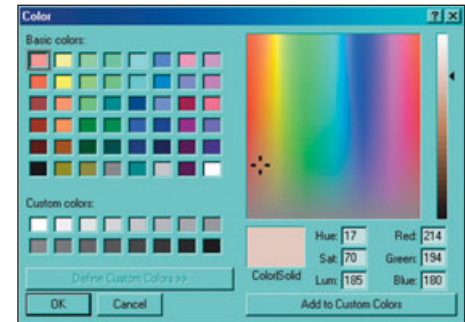 Color
? ×
Basic colors:
Custom colors:
Define Custom Colors >>
OK
Cancel
Color|Solid
Hue: 17
Sat: 70
Lum: 185
Red: 214
Green: 194
Blue: 180
Add to Custom Colors